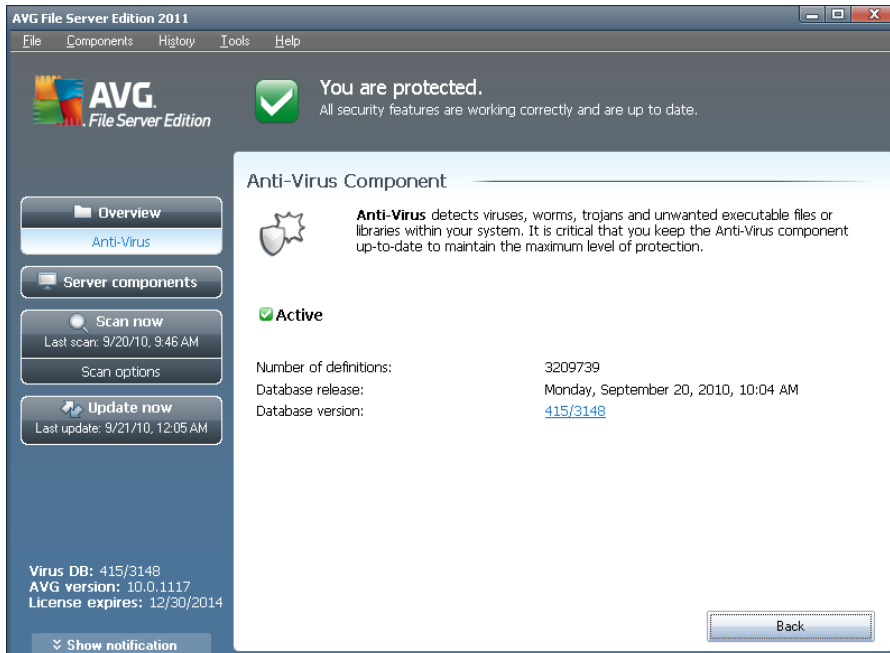 AVG File Server Edition 2011
File Components History Tools Help
AVG.
File Server Edition
You are protected.
All security features are working correctly and are up to date.
Overview
Anti-Virus
Server components
Scan now
Last scan: 9/20/10, 9:46 AM
Scan options
Update now
Last update: 9/21/10, 12:05 AM
Virus DB: 415/3148
AVG version: 10.0.1117
License expires: 12/30/2014
Show notification
Anti-Virus Component
Anti-Virus detects viruses, worms, trojans and unwanted executable files or
libraries within your system. It is critical that you keep the Anti-Virus component
up-to-date to maintain the maximum level of protection.
Active
Number of definitions: 3209739
Database release: Monday, September 20, 2010, 10:04 AM
Database version: 415/3148
Back